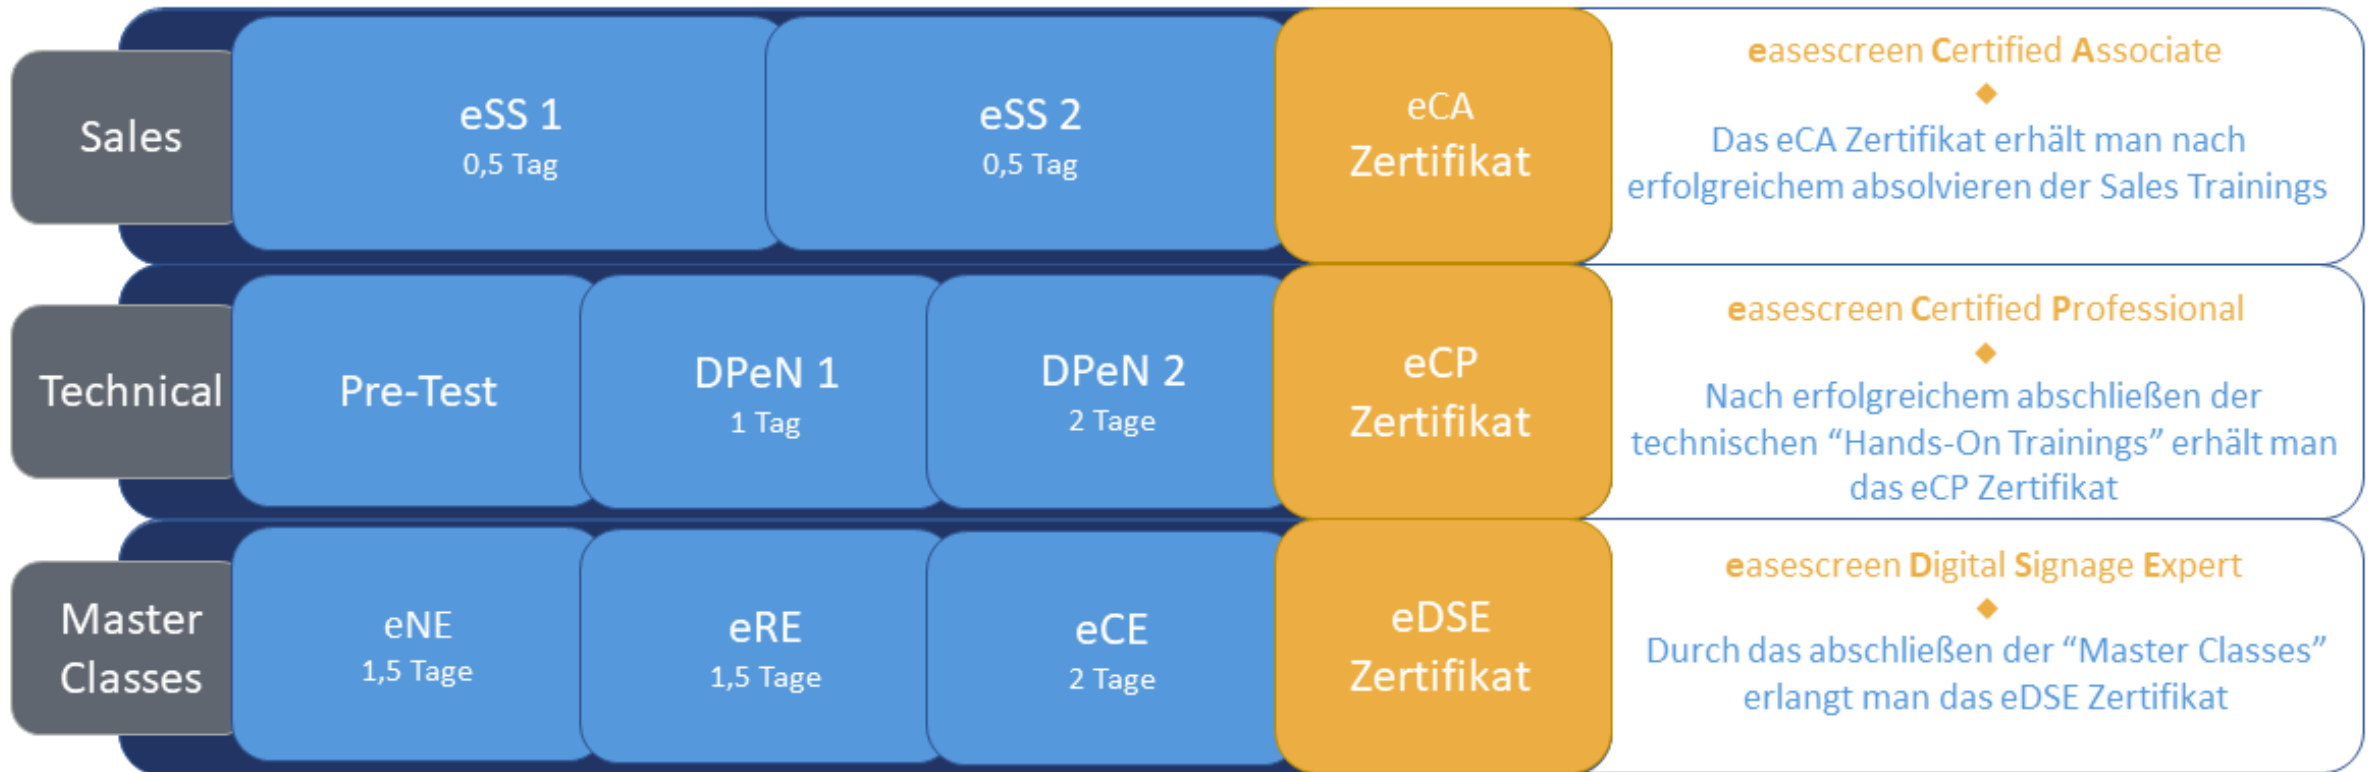 Sales
eSS 1
0,5 Tag
eSS 2
0,5 Tag
eCA
Zertifikat
easescreen Certified Associate
Das eCA Zertifikat erhält man nach
erfolgreichem absolvieren der Sales Trainings
Technical
Pre-Test
DPeN 1
1 Tag
DPeN 2
2 Tage
eCP
Zertifikat
easescreen Certified Professional
Nach erfolgreichem abschließen der
technischen “Hands-On Trainings” erhält man
das eCP Zertifikat
Master
Classes
eNE
1,5 Tage
eRE
1,5 Tage
eCE
2 Tage
eDSE
Zertifikat
easescreen Digital Signage Expert
Durch das abschließen der “Master Classes”
erlangt man das eDSE Zertifikat